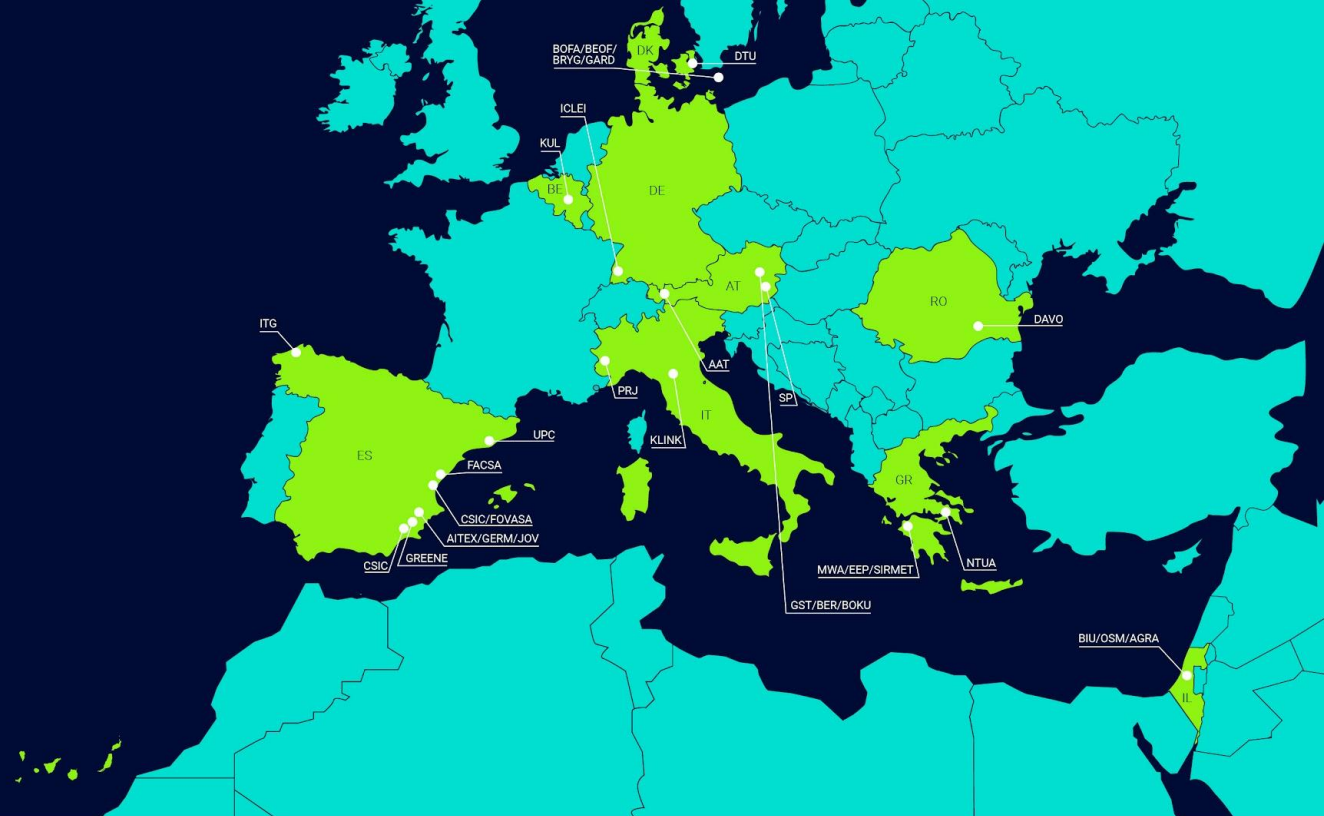 BOFA/BEOF/
BRYG/GARD
DK
DTU
ICLEI
KUL
BE
DE
AT
RO
DAVO
ITG
AAT
PRJ
SP
IT
KLINK
UPC
ES
FACSA
GR
CSIC/FOVASA
AITEX/GERM/JOV
GREENE
CSIC
NTUA
MWA/EEP/SIRMET
GST/BER/BOKU
BIU/OSM/AGRA
IL